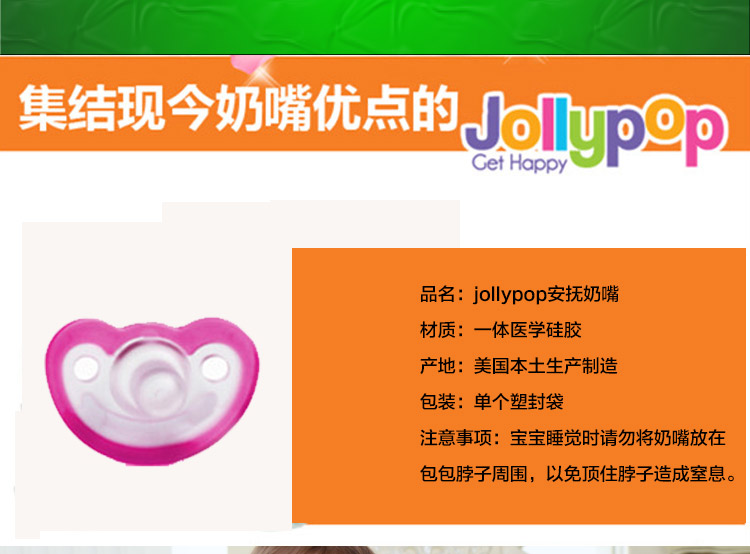 集结现今奶嘴优点的
Jollypop
Get Happy
品名：jollypop安抚奶嘴
材质：一体医学硅胶
产地：美国本土生产制造
包装：单个塑封袋
注意事项：宝宝睡觉时请勿将奶嘴放在
包包脖子周围，以免顶住脖子造成窒息。